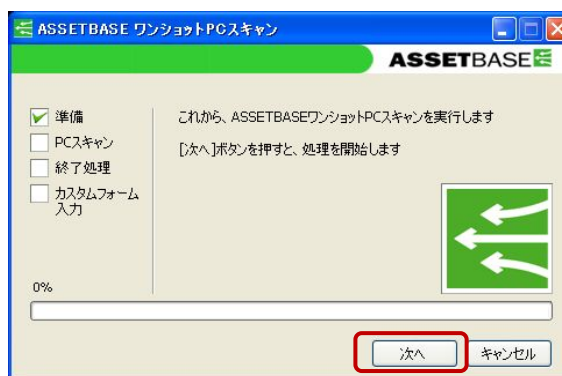 ASSETBASE ワンショットPCスキャン
ASSETBASE
準備
PCスキャン
終了処理
カスタムフォーム
入力
これから、ASSETBASEワンショットPCスキャンを実行します
[次へ]ボタンを押すと、処理を開始します
0%
次へ
キャンセル